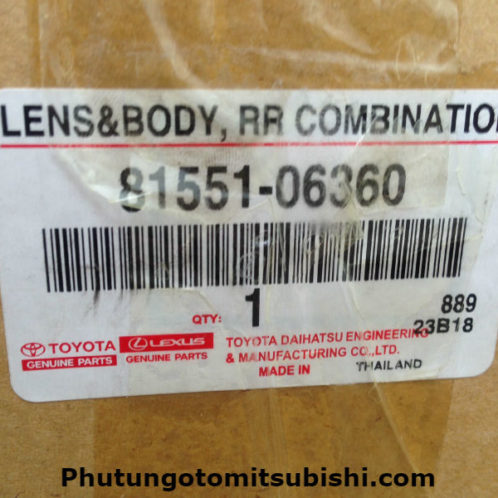 LENS&BODY, RR COMBINATIO
81551-06360
QTY: 1
889
23B18
TOYOTA
GENUINE PARTS
LEXUS
GENUINE PARTS
TOYOTA DAIHATSU ENGINEERING
& MANUFACTURING CO.,LTD.
MADE IN THAILAND
Phutungotomitsubishi.com